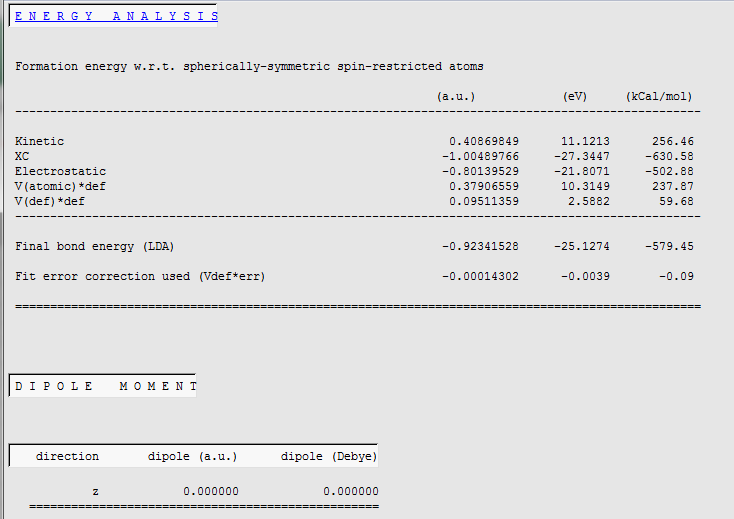 E N E R G Y   A N A L Y S I S
Formation energy w.r.t. spherically-symmetric spin-restricted atoms
(a.u.) (eV) (kCal/mol)
--------------------------------------------------------------------------------------------------
Kinetic 0.40869849 11.1213 256.46
XC -1.00489766 -27.3447 -630.58
Electrostatic -0.80139529 -21.8071 -502.88
V(atomic)*def 0.37906559 10.3149 237.87
V(def)*def 0.09511359 2.5882 59.68
--------------------------------------------------------------------------------------------------
Final bond energy (LDA) -0.92341528 -25.1274 -579.45
Fit error correction used (Vdef*err) -0.00014302 -0.0039 -0.09
==================================================================================================
D I P O L E   M O M E N T
direction dipole (a.u.) dipole (Debye)
z 0.000000 0.000000
==================================================